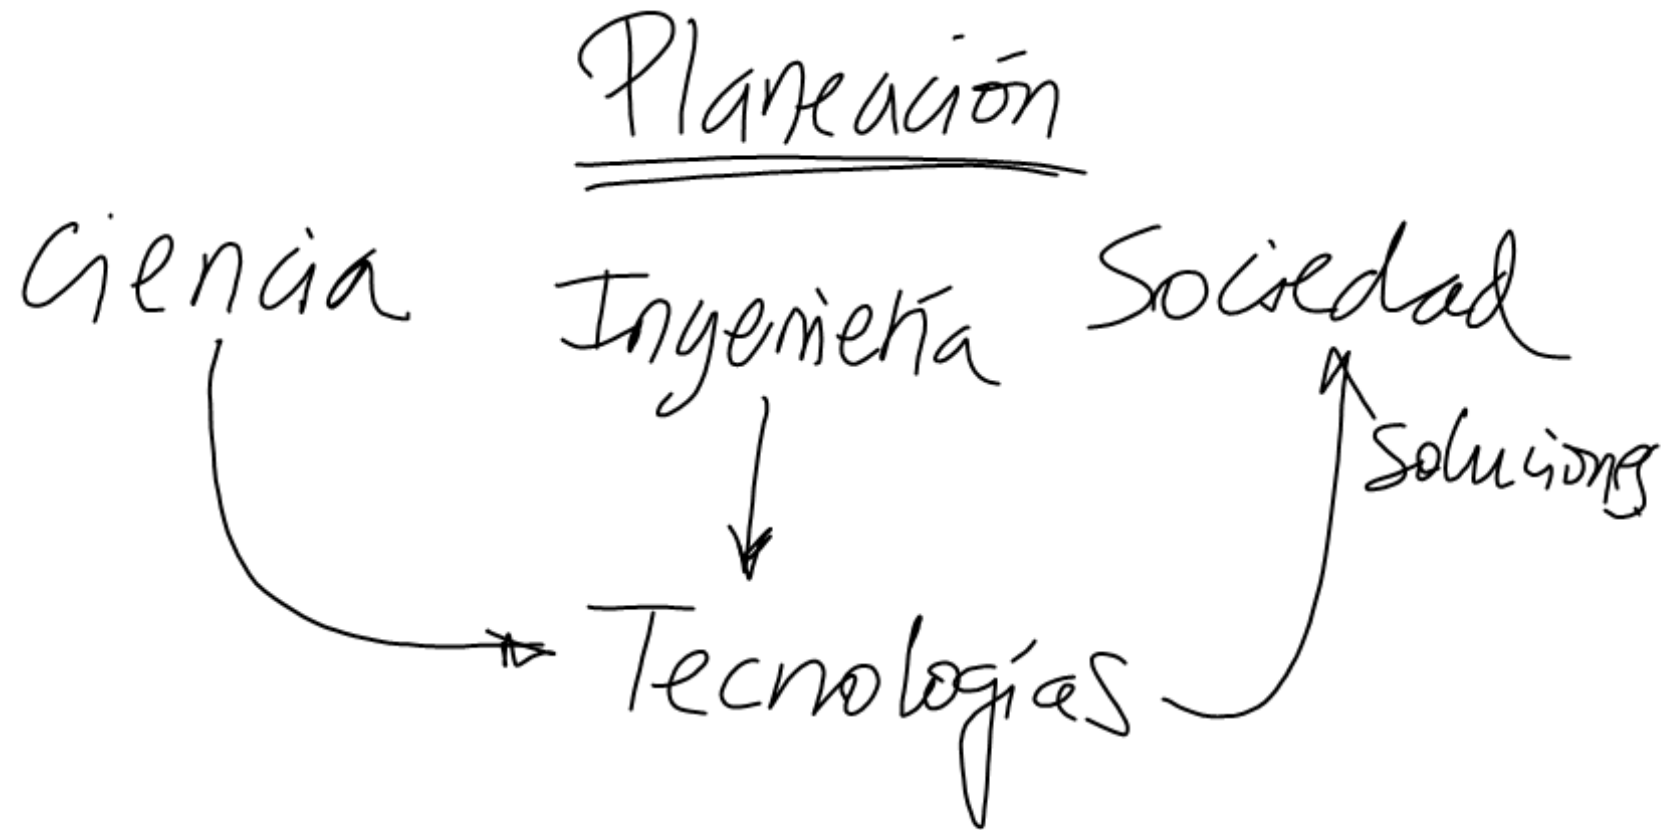 Planeación
Ciencia
Ingeniería
Sociedad
Soluciones
Tecnologías